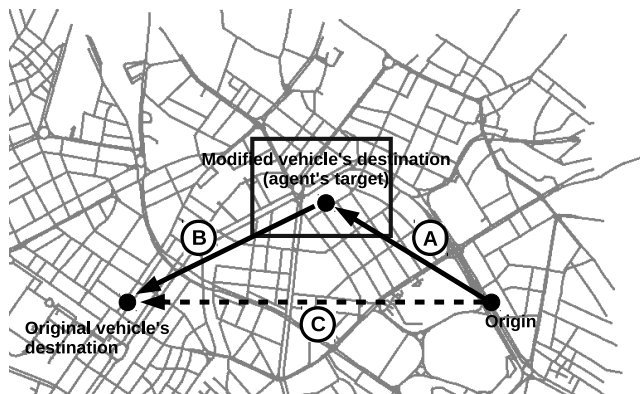 Modified vehicle's destination
(agent's target)
B
A
C
Original vehicle's
destination
Origin